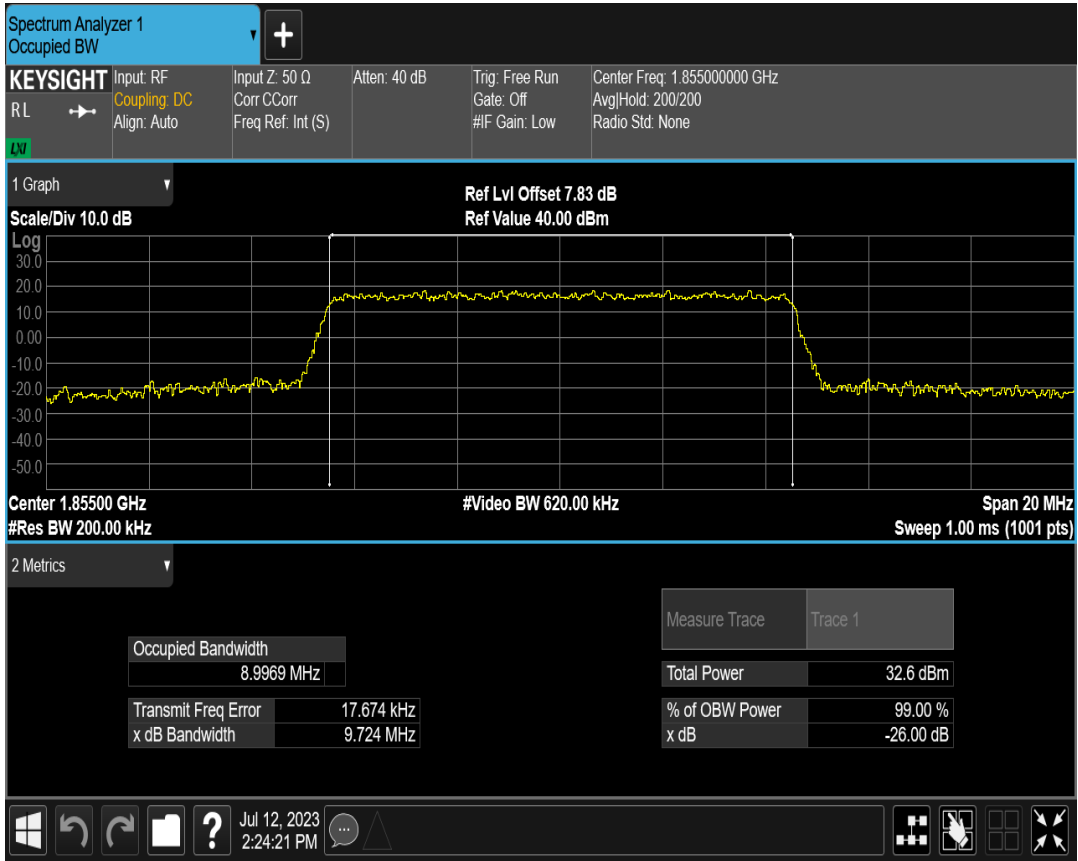 Spectrum Analyzer 1
Occupied BW
KEYSIGHT
R L
LXI
Input: RF
Coupling: DC
Align: Auto
Input Z: 50 Ω
Corr CCorr
Freq Ref: Int (S)
Atten: 40 dB
Trig: Free Run
Gate: Off
#IF Gain: Low
Center Freq: 1.855000000 GHz
Avg|Hold: 200/200
Radio Std: None
1 Graph
Scale/Div 10.0 dB
Ref Lvl Offset 7.83 dB
Ref Value 40.00 dBm
Log
30.0
20.0
10.0
0.00
-10.0
-20.0
-30.0
-40.0
-50.0
Center 1.85500 GHz
#Res BW 200.00 kHz
#Video BW 620.00 kHz
Span 20 MHz
Sweep 1.00 ms (1001 pts)
2 Metrics
Measure Trace Trace 1
Occupied Bandwidth
8.9969 MHz
Total Power 32.6 dBm
Transmit Freq Error 17.674 kHz
% of OBW Power 99.00 %
x dB Bandwidth 9.724 MHz
x dB -26.00 dB
?
Jul 12, 2023
2:24:21 PM